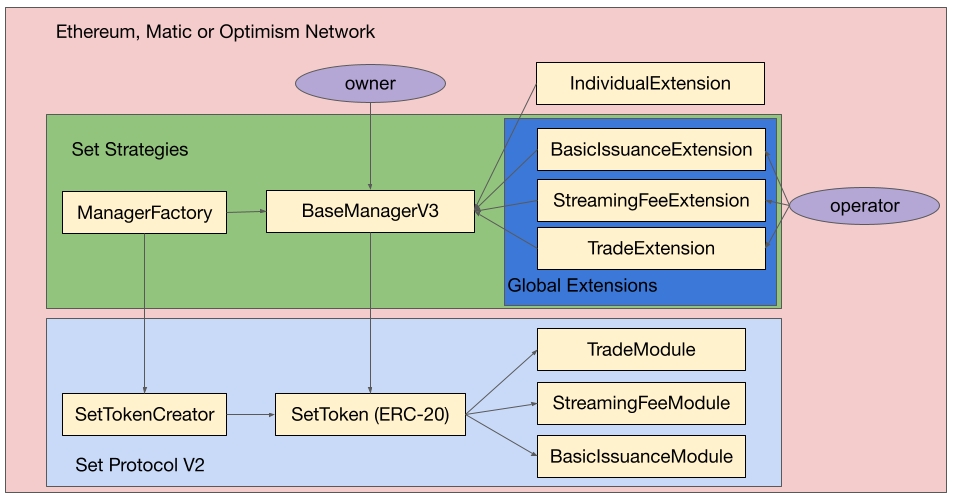 Ethereum, Matic or Optimism Network
owner
IndividualExtension
Set Strategies
BasicIssuanceExtension
ManagerFactory
BaseManagerV3
StreamingFeeExtension
operator
TradeExtension
Global Extensions
TradeModule
SetTokenCreator
SetToken (ERC-20)
StreamingFeeModule
BasicIssuanceModule
Set Protocol V2